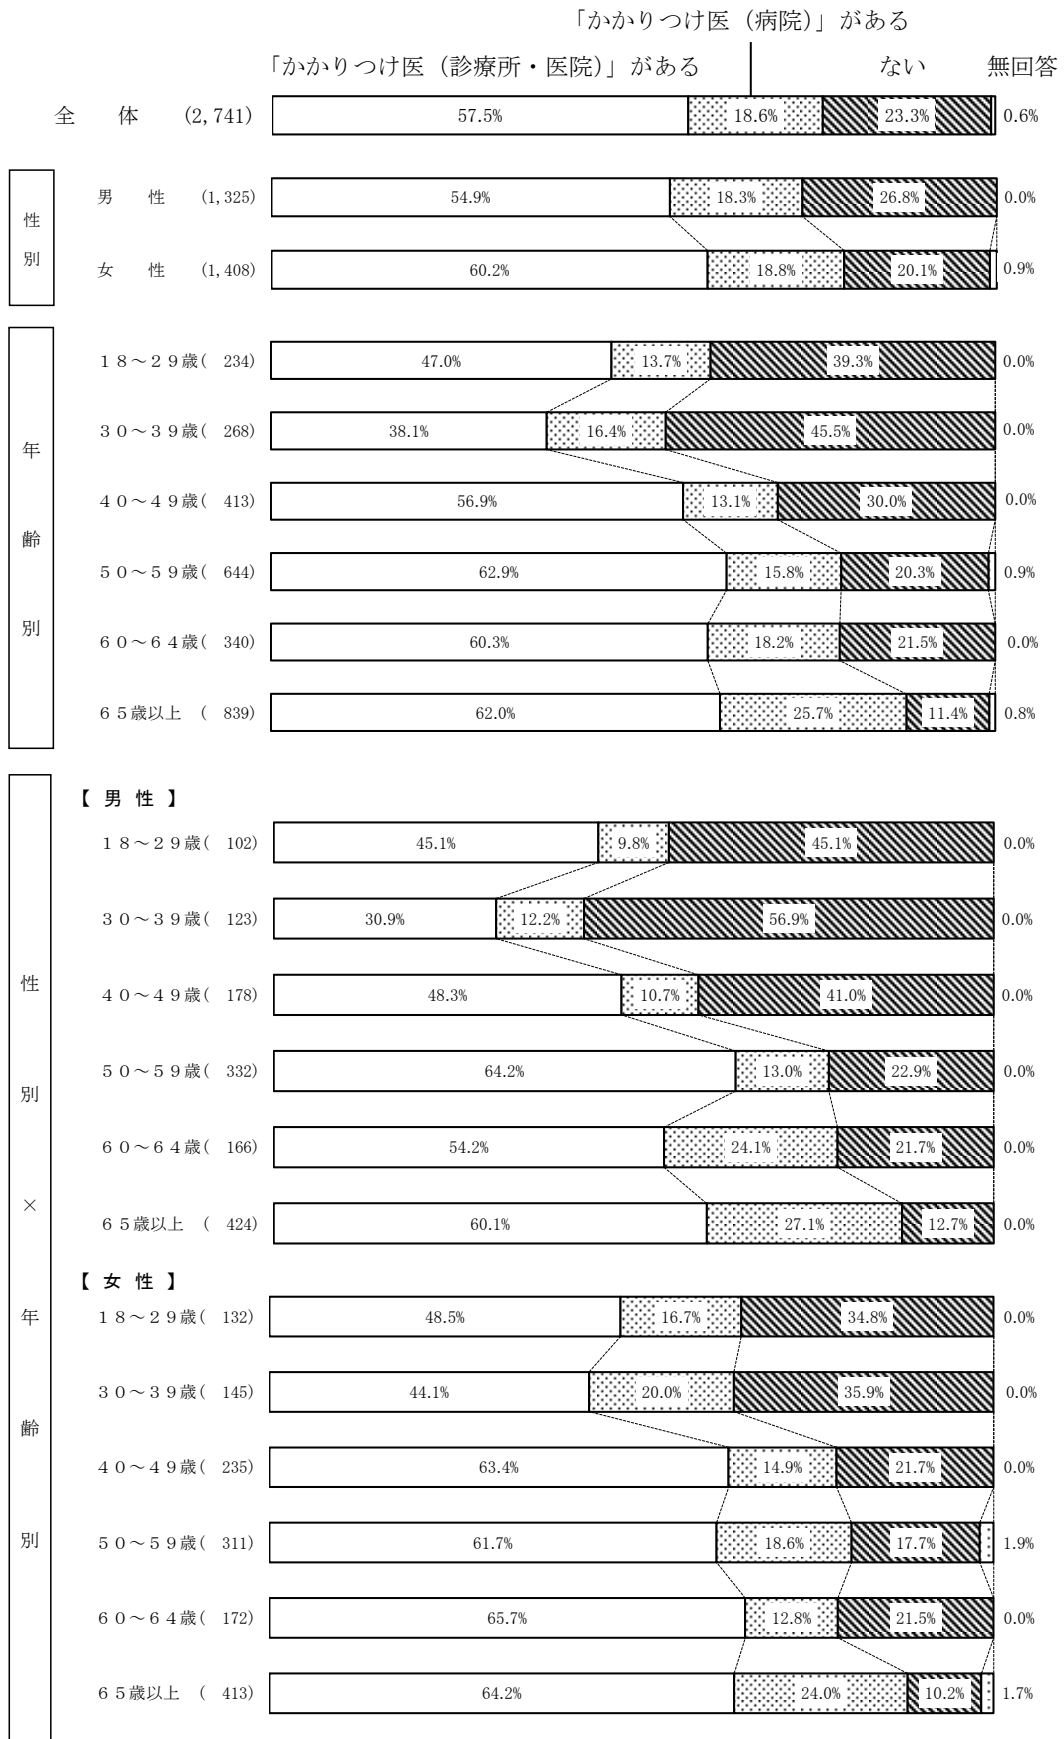 「かかりつけ医（病院）」がある
「かかりつけ医（診療所・医院）」がある　ない　無回答
全　体　(2,741)　57.5%　18.6%　23.3%　0.6%
性別
男　性　(1,325)　54.9%　18.3%　26.8%　0.0%
女　性　(1,408)　60.2%　18.8%　20.1%　0.9%
年齢別
１８～２９歳(　234)　47.0%　13.7%　39.3%　0.0%
３０～３９歳(　268)　38.1%　16.4%　45.5%　0.0%
４０～４９歳(　413)　56.9%　13.1%　30.0%　0.0%
５０～５９歳(　644)　62.9%　15.8%　20.3%　0.9%
６０～６４歳(　340)　60.3%　18.2%　21.5%　0.0%
６５歳以上　(　839)　62.0%　25.7%　11.4%　0.8%
性別×年齢別
【 男 性 】
１８～２９歳(　102)　45.1%　9.8%　45.1%　0.0%
３０～３９歳(　123)　30.9%　12.2%　56.9%　0.0%
４０～４９歳(　178)　48.3%　10.7%　41.0%　0.0%
５０～５９歳(　332)　64.2%　13.0%　22.9%　0.0%
６０～６４歳(　166)　54.2%　24.1%　21.7%　0.0%
６５歳以上　(　424)　60.1%　27.1%　12.7%　0.0%
【 女 性 】
１８～２９歳(　132)　48.5%　16.7%　34.8%　0.0%
３０～３９歳(　145)　44.1%　20.0%　35.9%　0.0%
４０～４９歳(　235)　63.4%　14.9%　21.7%　0.0%
５０～５９歳(　311)　61.7%　18.6%　17.7%　1.9%
６０～６４歳(　172)　65.7%　12.8%　21.5%　0.0%
６５歳以上　(　413)　64.2%　24.0%　10.2%　1.7%